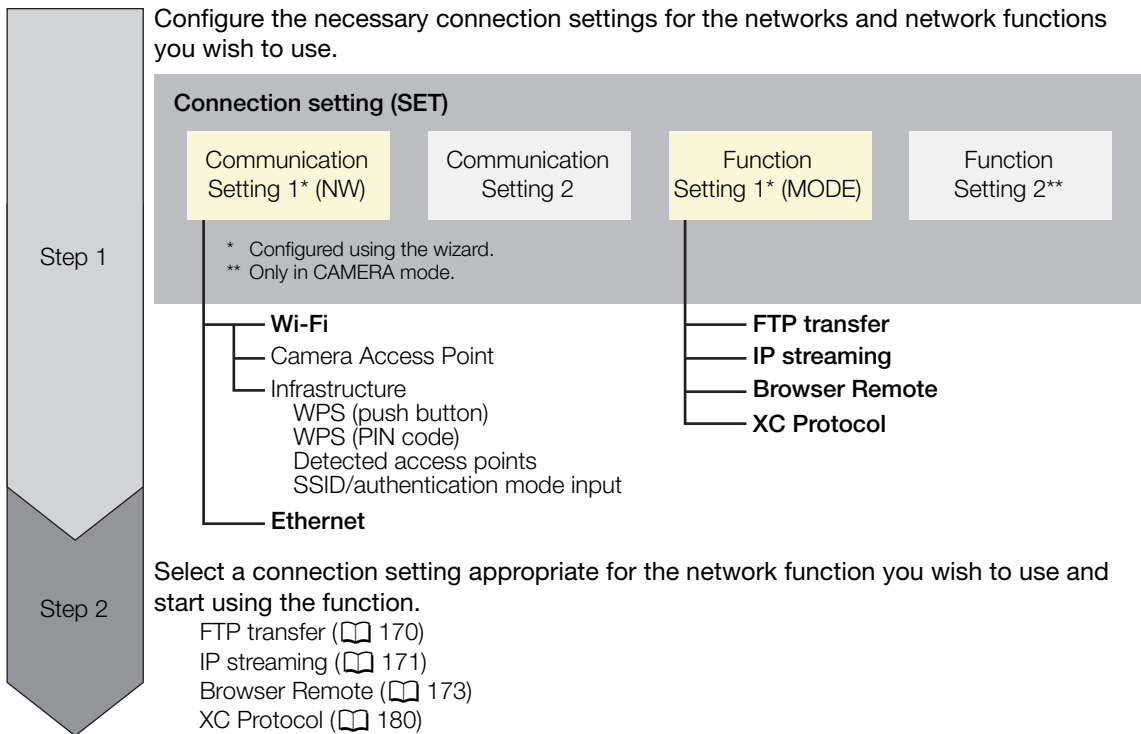 Configure the necessary connection settings for the networks and network functions
you wish to use.
Connection setting (SET)
Communication
Setting 1* (NW)
Communication
Setting 2
Function
Setting 1* (MODE)
Function
Setting 2**
* Configured using the wizard.
** Only in CAMERA mode.
Step 1
Wi-Fi
Camera Access Point
Infrastructure
WPS (push button)
WPS (PIN code)
Detected access points
SSID/authentication mode input
Ethernet
FTP transfer
IP streaming
Browser Remote
XC Protocol
Step 2
Select a connection setting appropriate for the network function you wish to use and
start using the function.
FTP transfer (170)
IP streaming (171)
Browser Remote (173)
XC Protocol (180)